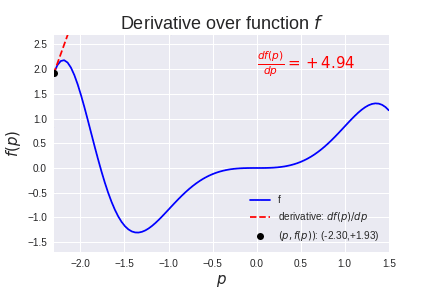 Derivative over function f
df(p)/dp = +4.94
f(p)
2.5
2.0
1.5
1.0
0.5
0.0
−0.5
−1.0
−1.5
f
derivative: df(p)/dp
(p, f(p)): (-2.30,+1.93)
−2.0
−1.5
−1.0
−0.5
0.0
0.5
1.0
1.5
p